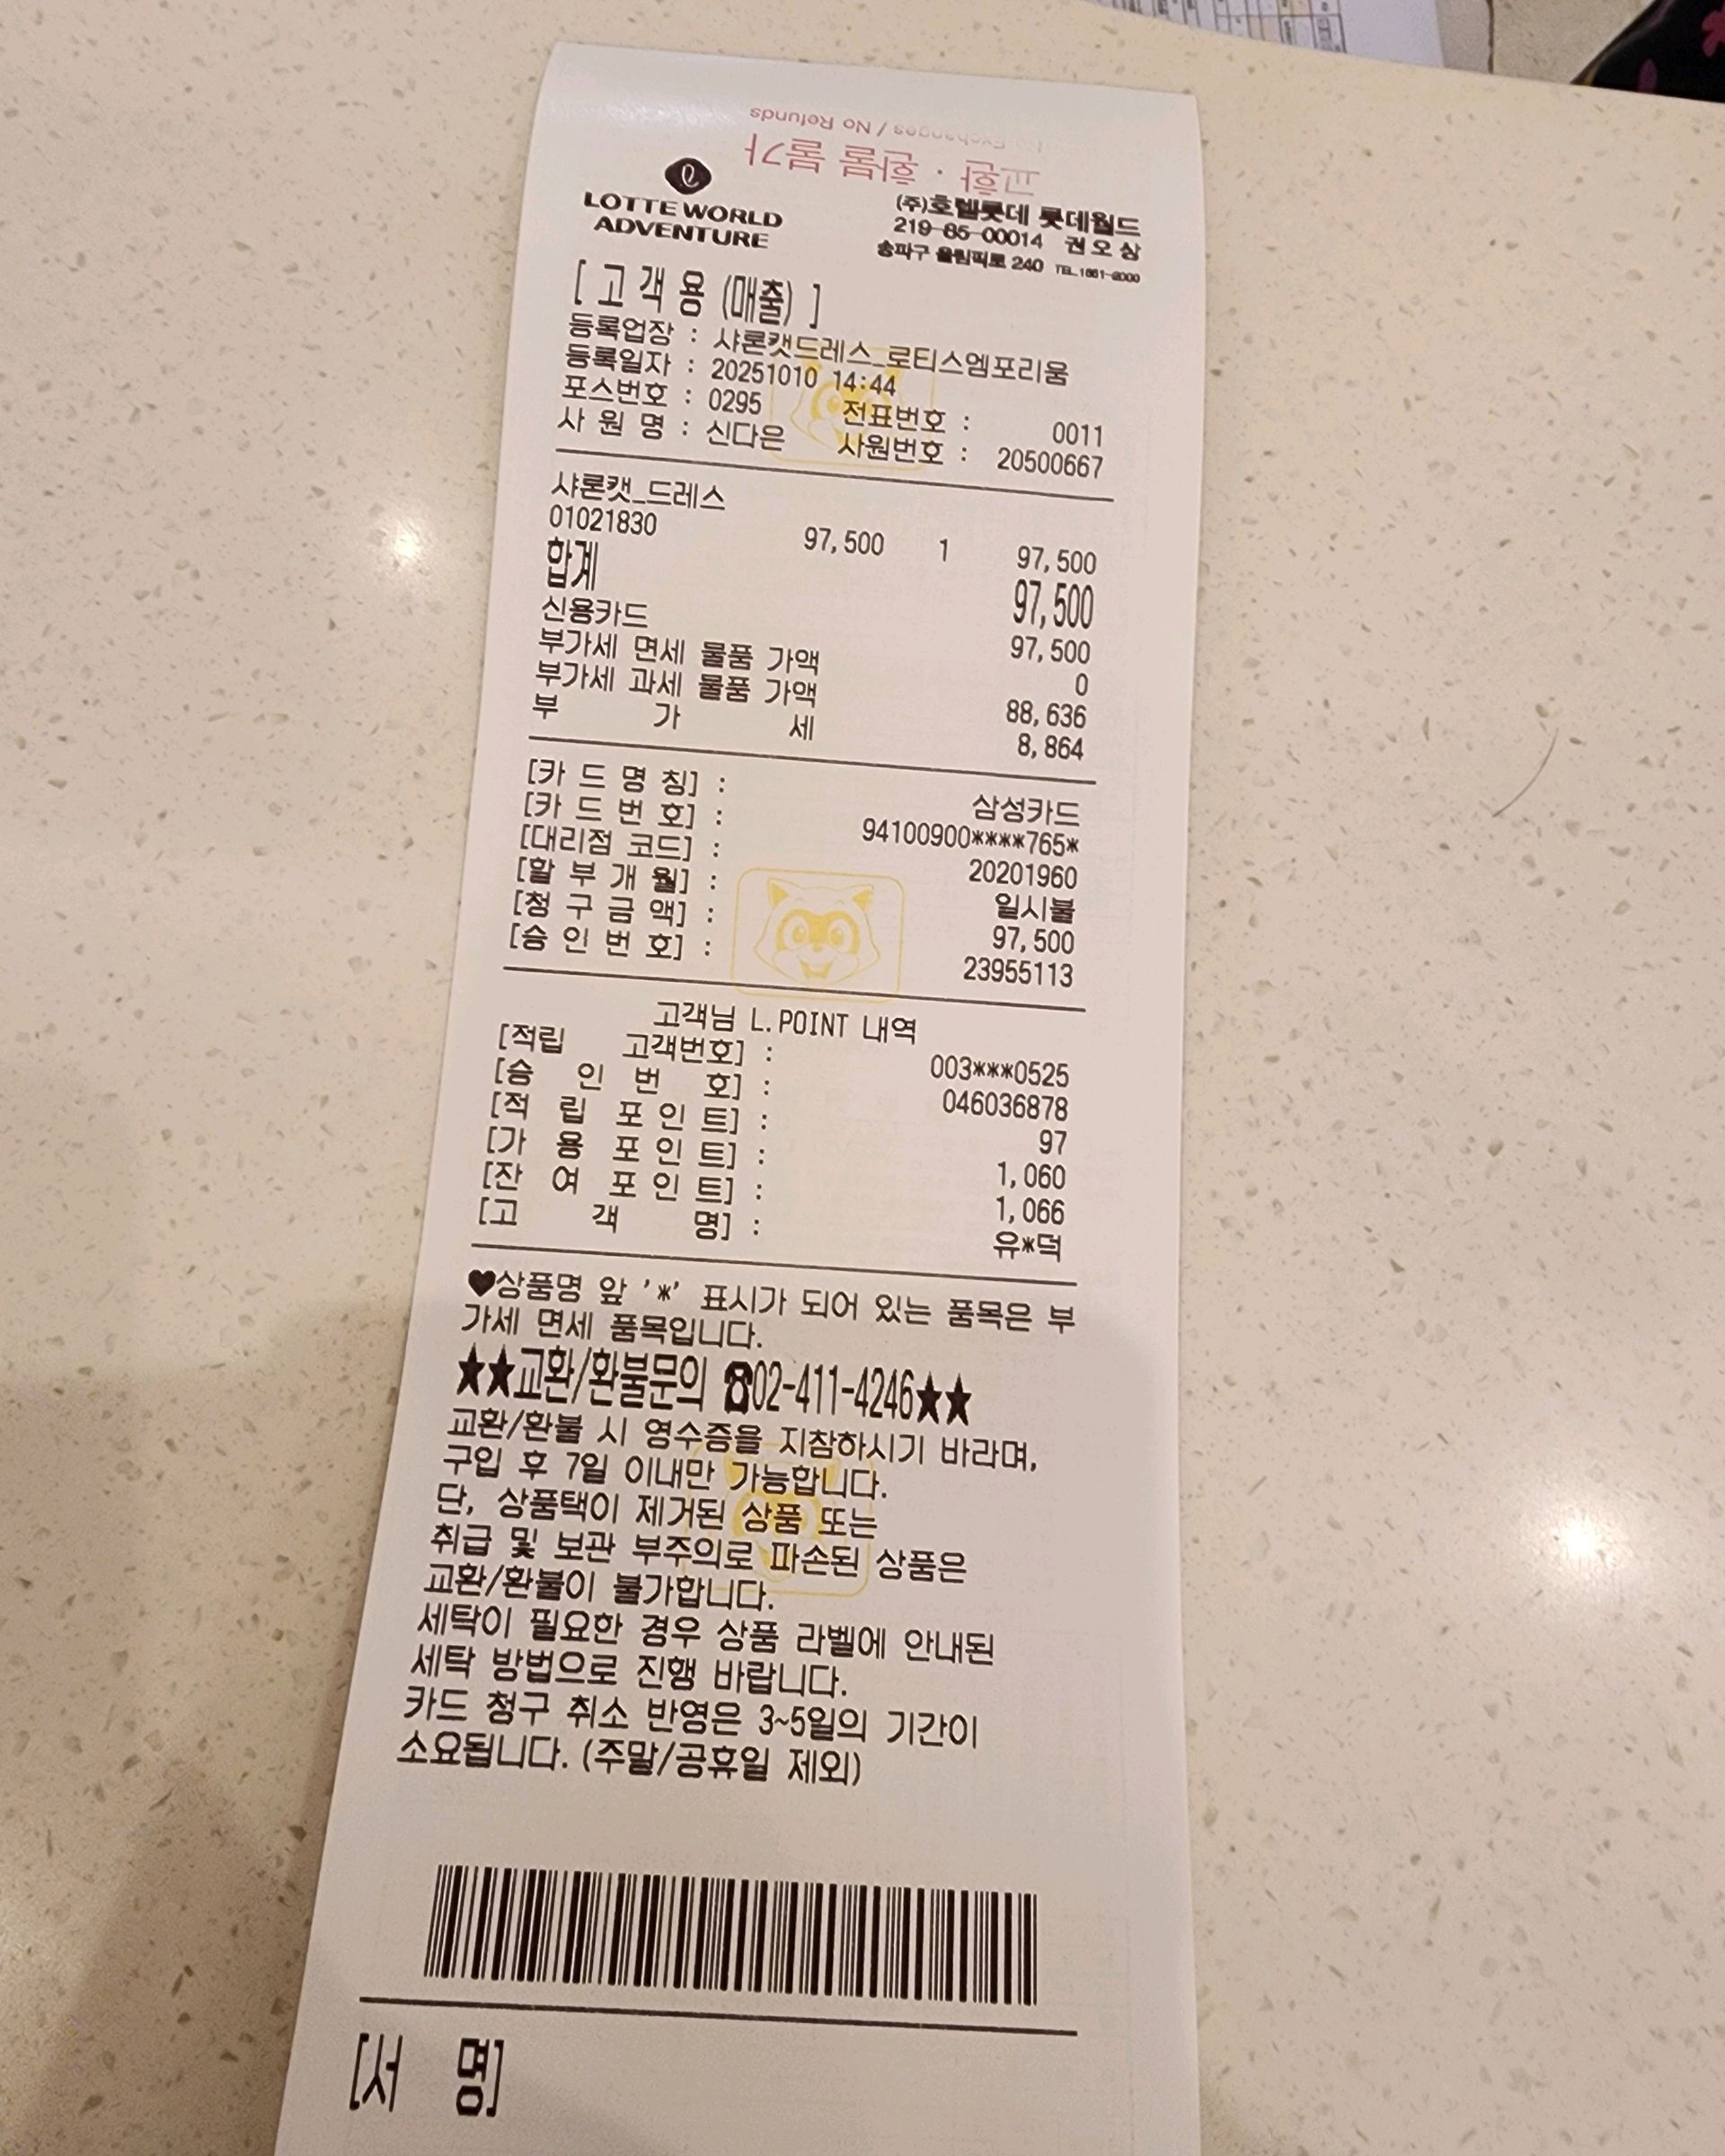 No Exchanges / No Refunds
교환 · 환불 불가
LOTTE WORLD
ADVENTURE
(주)호텔롯데 롯데월드
219-85-00014 권오상
송파구 올림픽로 240 TEL.1661-2000
[ 고 객 용 (매출) ]
등록업장 : 샤론캣드레스_로티스엠포리움
등록일자 : 20251010 14:44
포스번호 : 0295 전표번호 : 0011
사 원 명 : 신다은 사원번호 : 20500667
샤론캣_드레스
01021830 97,500 1 97,500
합계 97,500
신용카드 97,500
부가세 면세 물품 가액 0
부가세 과세 물품 가액 88,636
부 가 세 8,864
[카 드 명 칭] : 삼성카드
[카 드 번 호] : 94100900****765*
[대리점 코드] : 20201960
[할 부 개 월] : 일시불
[청 구 금 액] : 97,500
[승 인 번 호] : 23955113
고객님 L.POINT 내역
[적립 고객번호] : 003***0525
[승 인 번 호] : 046036878
[적 립 포 인 트] : 97
[가 용 포 인 트] : 1,060
[잔 여 포 인 트] : 1,066
[고 객 명] : 유*덕
♥상품명 앞 '*' 표시가 되어 있는 품목은 부
가세 면세 품목입니다.
★★교환/환불문의 ☎02-411-4246★★
교환/환불 시 영수증을 지참하시기 바라며,
구입 후 7일 이내만 가능합니다.
단, 상품택이 제거된 상품 또는
취급 및 보관 부주의로 파손된 상품은
교환/환불이 불가합니다.
세탁이 필요한 경우 상품 라벨에 안내된
세탁 방법으로 진행 바랍니다.
카드 청구 취소 반영은 3~5일의 기간이
소요됩니다. (주말/공휴일 제외)
[서 명]